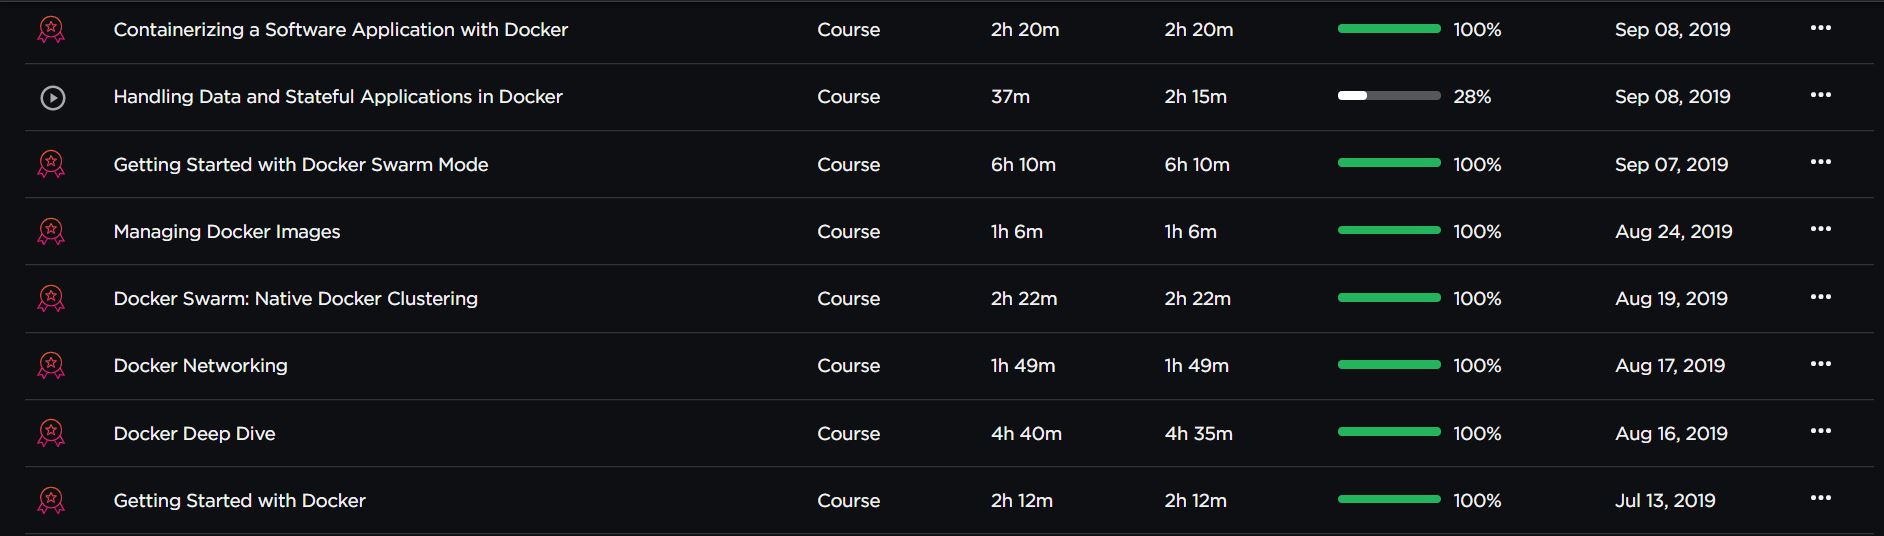 Containerizing a Software Application with Docker Course 2h 20m 2h 20m 100% Sep 08, 2019
Handling Data and Stateful Applications in Docker Course 37m 2h 15m 28% Sep 08, 2019
Getting Started with Docker Swarm Mode Course 6h 10m 6h 10m 100% Sep 07, 2019
Managing Docker Images Course 1h 6m 1h 6m 100% Aug 24, 2019
Docker Swarm: Native Docker Clustering Course 2h 22m 2h 22m 100% Aug 19, 2019
Docker Networking Course 1h 49m 1h 49m 100% Aug 17, 2019
Docker Deep Dive Course 4h 40m 4h 35m 100% Aug 16, 2019
Getting Started with Docker Course 2h 12m 2h 12m 100% Jul 13, 2019